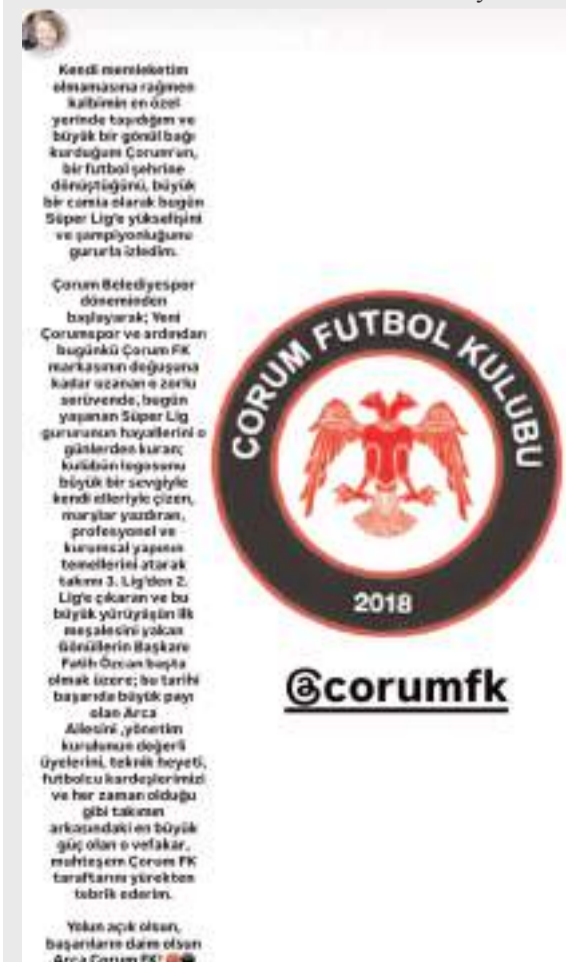 Kendi memleketim
olmamasına rağmen
kalbimin en özel
yerinde taşıdığım ve
büyük bir gönül bağı
kurduğum Çorum'un,
bir futbol şehrine
dönüştüğünü, büyük
bir camia olarak bugün
Süper Lig'e yükselişini
ve şampiyonluğunu
gururla izledim.
Çorum Belediyespor
döneminden
başlayarak; Yeni
Çorumspor ve ardından
bugünkü Çorum FK
markasının doğuşuna
kadar uzanan o zorlu
serüvende, bugün
yaşanan Süper Lig
gururunun hayallerini o
günlerden kuran;
kulübün logosunu
büyük bir sevgiyle
kendi elleriyle çizen,
marşlar yazdıran,
profesyonel ve
kurumsal yapının
temellerini atarak
takımı 3. Lig'den 2.
Lig'e çıkaran ve bu
büyük yürüyüşün ilk
meşalesini yakan
Gönüllerin Başkanı
Fatih Özcan başta
olmak üzere; bu tarihi
başarıda büyük payı
olan Arca
Ailesini ,yönetim
kurulunun değerli
üyelerini, teknik heyeti,
futbolcu kardeşlerimizi
ve her zaman olduğu
gibi takımın
arkasındaki en büyük
güç olan o vefakar,
muhteşem Çorum FK
taraftarını yürekten
tebrik ederim.
Yolun açık olsun,
başarıların daim olsun
Arca Çorum FK!
ÇORUM FUTBOL KULÜBÜ
2018
@corumfk